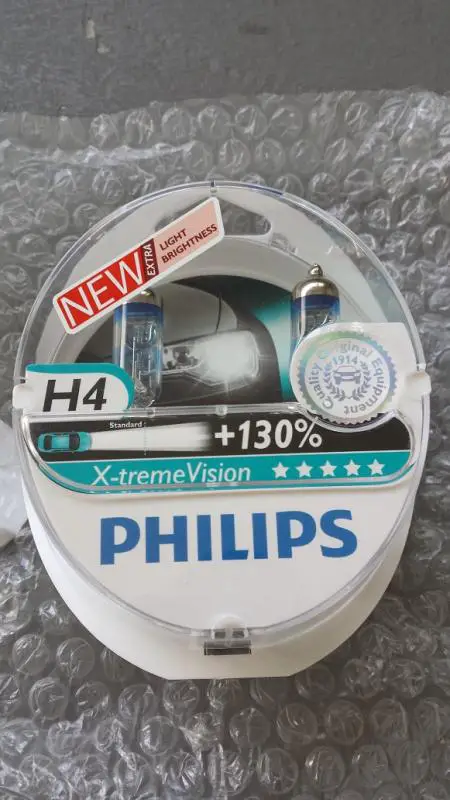 NEW
EXTRA
LIGHT
BRIGHTNESS
H4
Quality Original Equipment
1914
Standard
+130%
X-tremeVision
PHILIPS